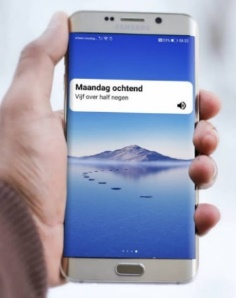 Maandag ochtend
Vijf over half negen